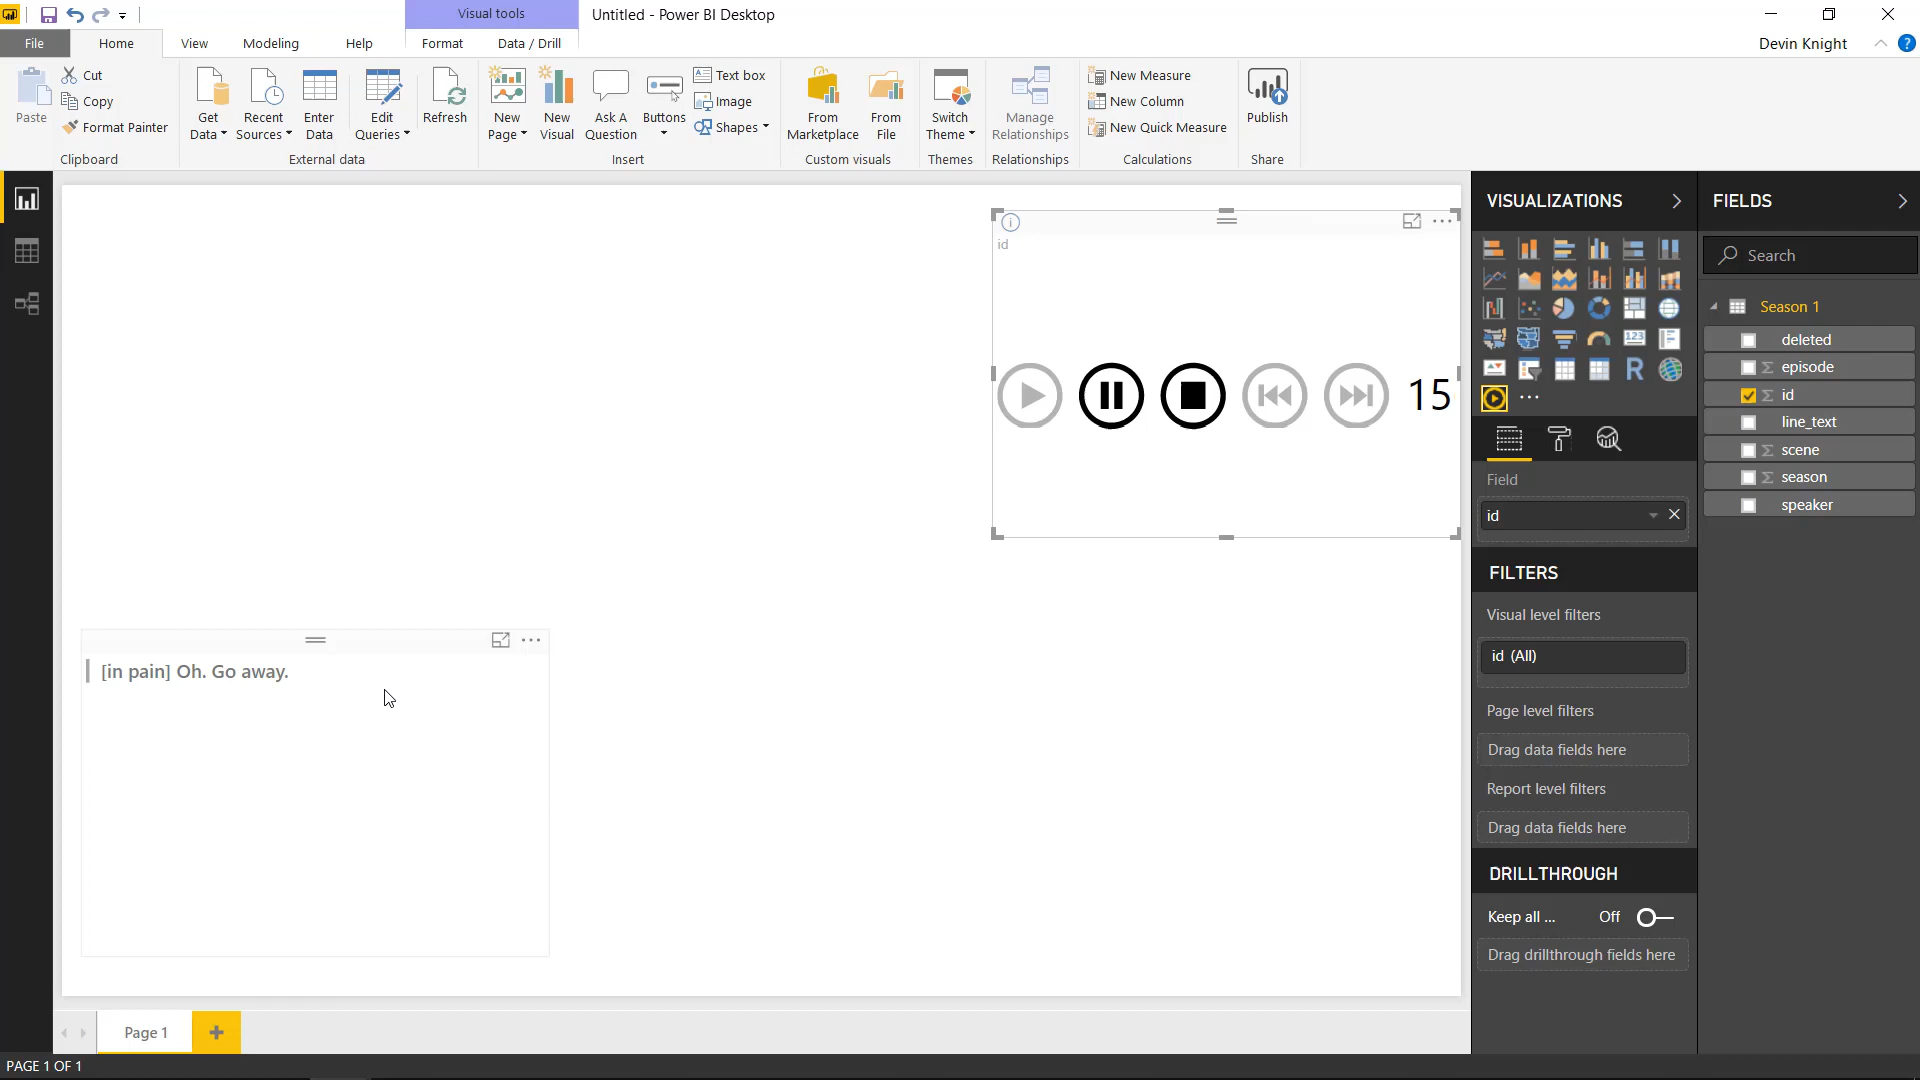 Visual tools
Untitled - Power BI Desktop
File
Home
View
Modeling
Help
Format
Data / Drill
Devin Knight
?
Paste
Cut
Copy
Format Painter
Clipboard
Get
Data
Recent
Sources
Enter
Data
Edit
Queries
Refresh
External data
New
Page
New
Visual
Ask A
Question
Buttons
Text box
Image
Shapes
Insert
From
Marketplace
From
File
Custom visuals
Switch
Theme
Themes
Manage
Relationships
Relationships
New Measure
New Column
New Quick Measure
Calculations
Publish
Share
id
15
[in pain] Oh. Go away.
VISUALIZATIONS
123
R
Field
id
FILTERS
Visual level filters
id (All)
Page level filters
Drag data fields here
Report level filters
Drag data fields here
DRILLTHROUGH
Keep all ...
Off
Drag drillthrough fields here
FIELDS
Search
Season 1
deleted
Σ episode
Σ id
line_text
Σ scene
Σ season
speaker
Page 1
PAGE 1 OF 1